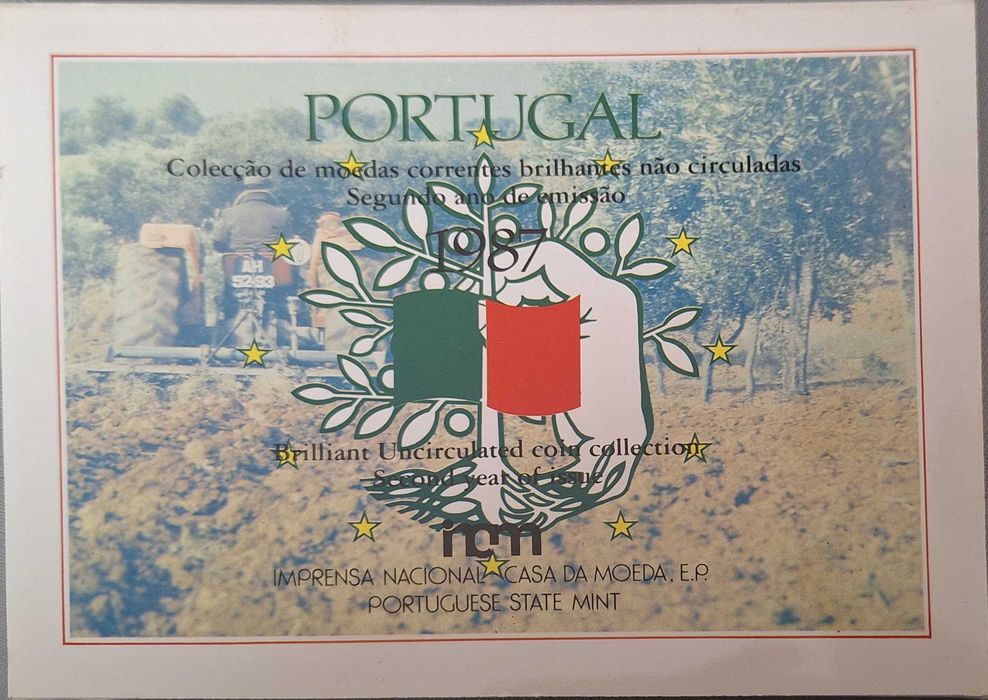 PORTUGAL
Colecção de moedas correntes brilhantes não circuladas
Segundo ano de emissão
1987
AH
52-93
Brilliant Uncirculated coin collection
Second year of issue
incm
IMPRENSA NACIONAL CASA DA MOEDA, E.P.
PORTUGUESE STATE MINT